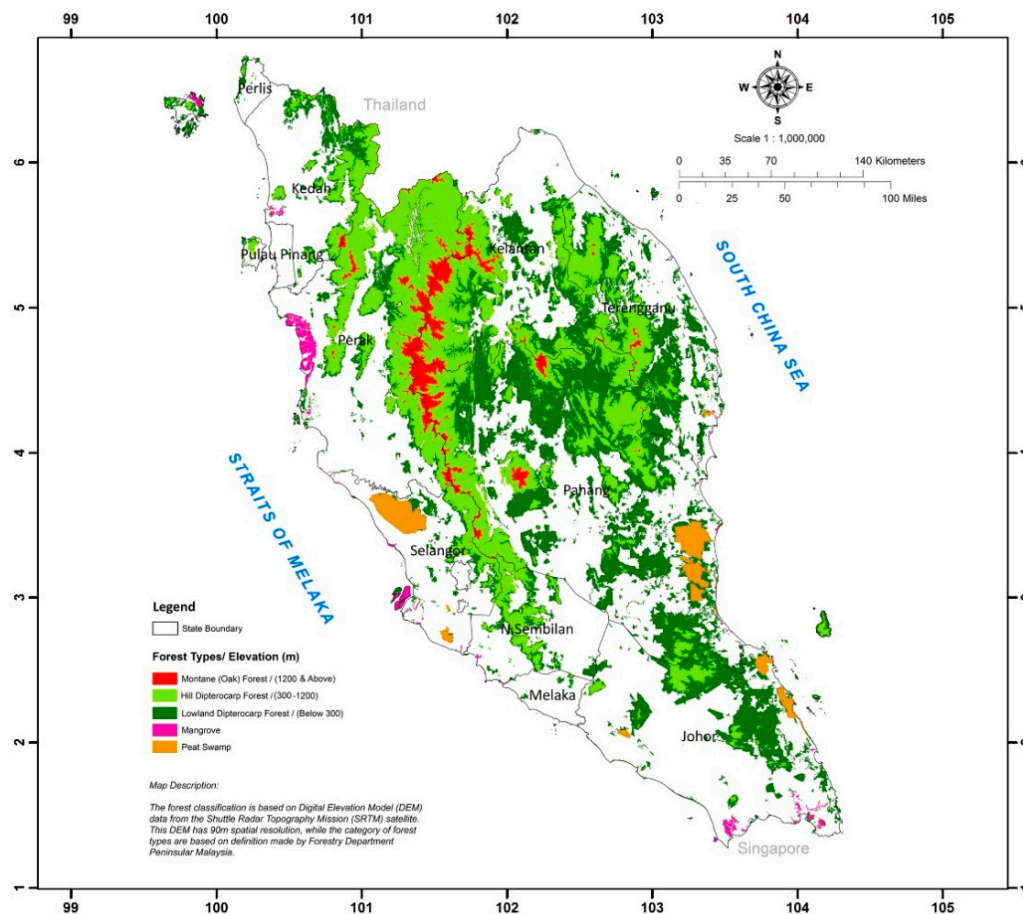 99 100 101 102 103 104 105
N
W E
S
Scale 1 : 1,000,000
0 35 70 140 Kilometers
0 25 50 100 Miles
6
5
4
3
2
1
Perlis
Thailand
Kedah
Pulau Pinang
Kelaman
Terengganu
Perak
Pahang
Selangor
N.Sembilan
Melaka
Johor
Singapore
SOUTH CHINA SEA
STRAITS OF MELAKA
Legend
State Boundary
Forest Types/ Elevation (m)
Montane (Oak) Forest / (1200 & Above)
Hill Dipterocarp Forest / (300 -1200)
Lowland Dipterocarp Forest / (Below 300)
Mangrove
Peat Swamp
Map Description:
The forest classification is based on Digital Elevation Model (DEM)
data from the Shuttle Radar Topography Mission (SRTM) satellite.
This DEM has 90m spatial resolution, while the category of forest
types are based on definition made by Forestry Department
Peninsular Malaysia.
99 100 101 102 103 104 105